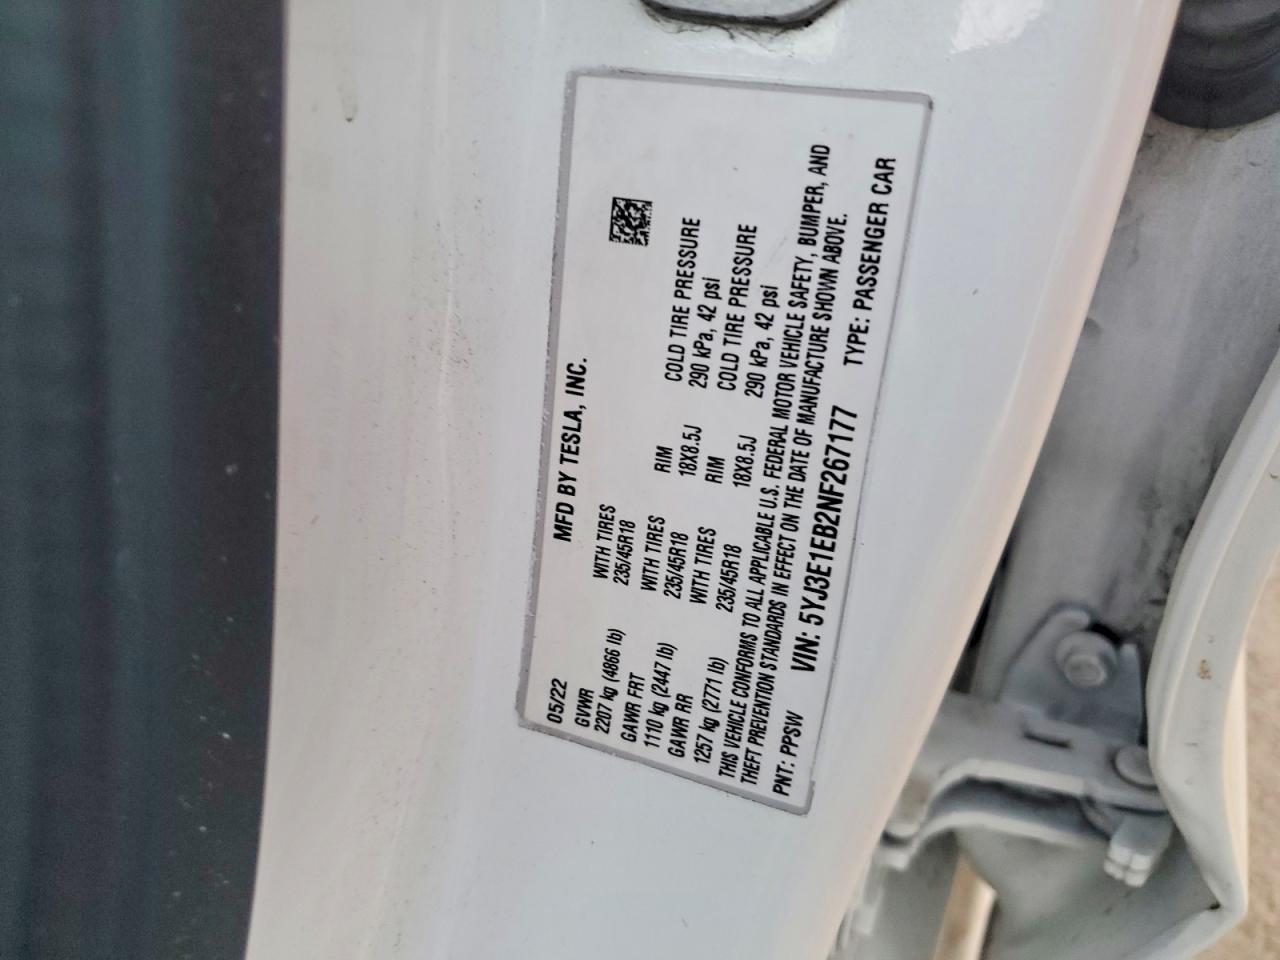 MFD BY TESLA, INC.
05/22
GVWR WITH TIRES RIM COLD TIRE PRESSURE
2207 kg (4866 lb) 235/45R18 18X8.5J 290 kPa, 42 psi
GAWR FRT WITH TIRES RIM COLD TIRE PRESSURE
1110 kg (2447 lb) 235/45R18 18X8.5J 290 kPa, 42 psi
GAWR RR WITH TIRES
1257 kg (2771 lb) 235/45R18
THIS VEHICLE CONFORMS TO ALL APPLICABLE U.S. FEDERAL MOTOR VEHICLE SAFETY, BUMPER, AND
THEFT PREVENTION STANDARDS IN EFFECT ON THE DATE OF MANUFACTURE SHOWN ABOVE.
PNT: PPSW VIN: 5YJ3E1EB2NF267177 TYPE: PASSENGER CAR